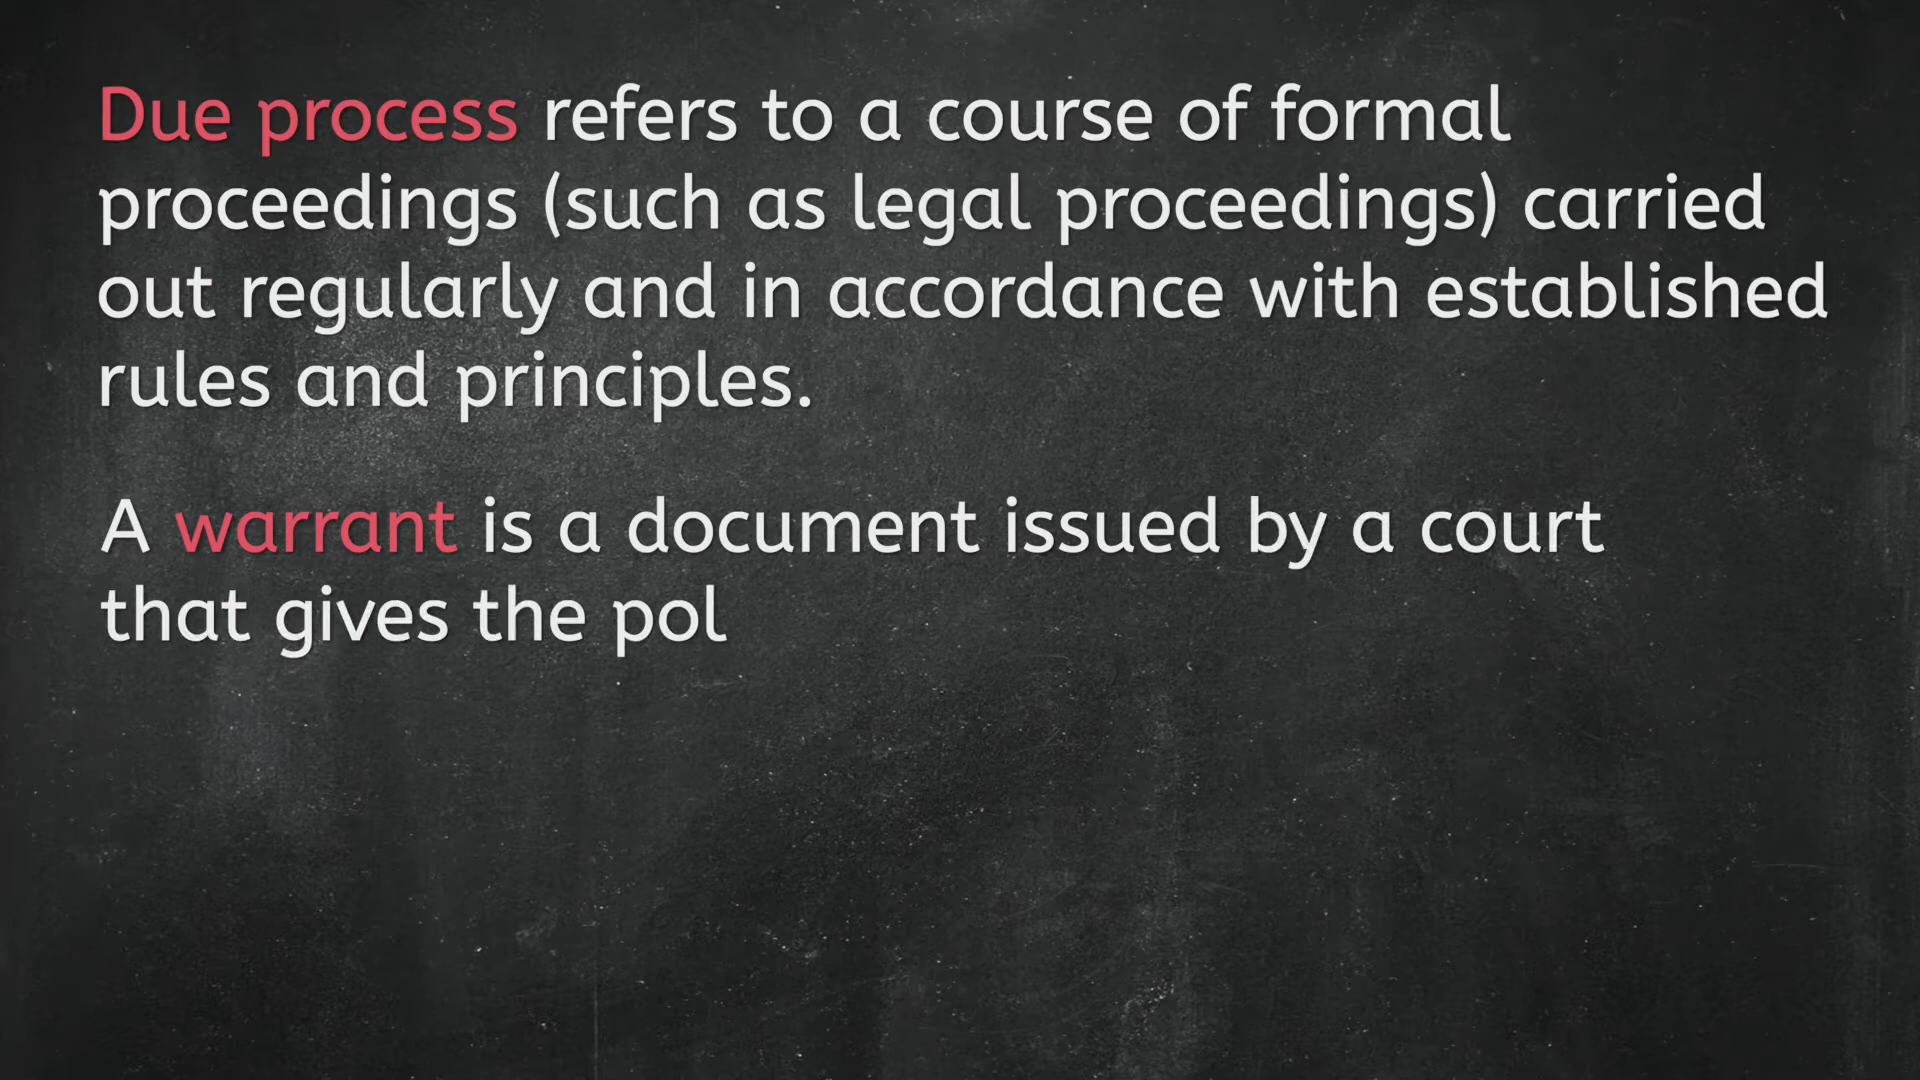 Due process refers to a course of formal
proceedings (such as legal proceedings) carried
out regularly and in accordance with established
rules and principles.
A warrant is a document issued by a court
that gives the pol